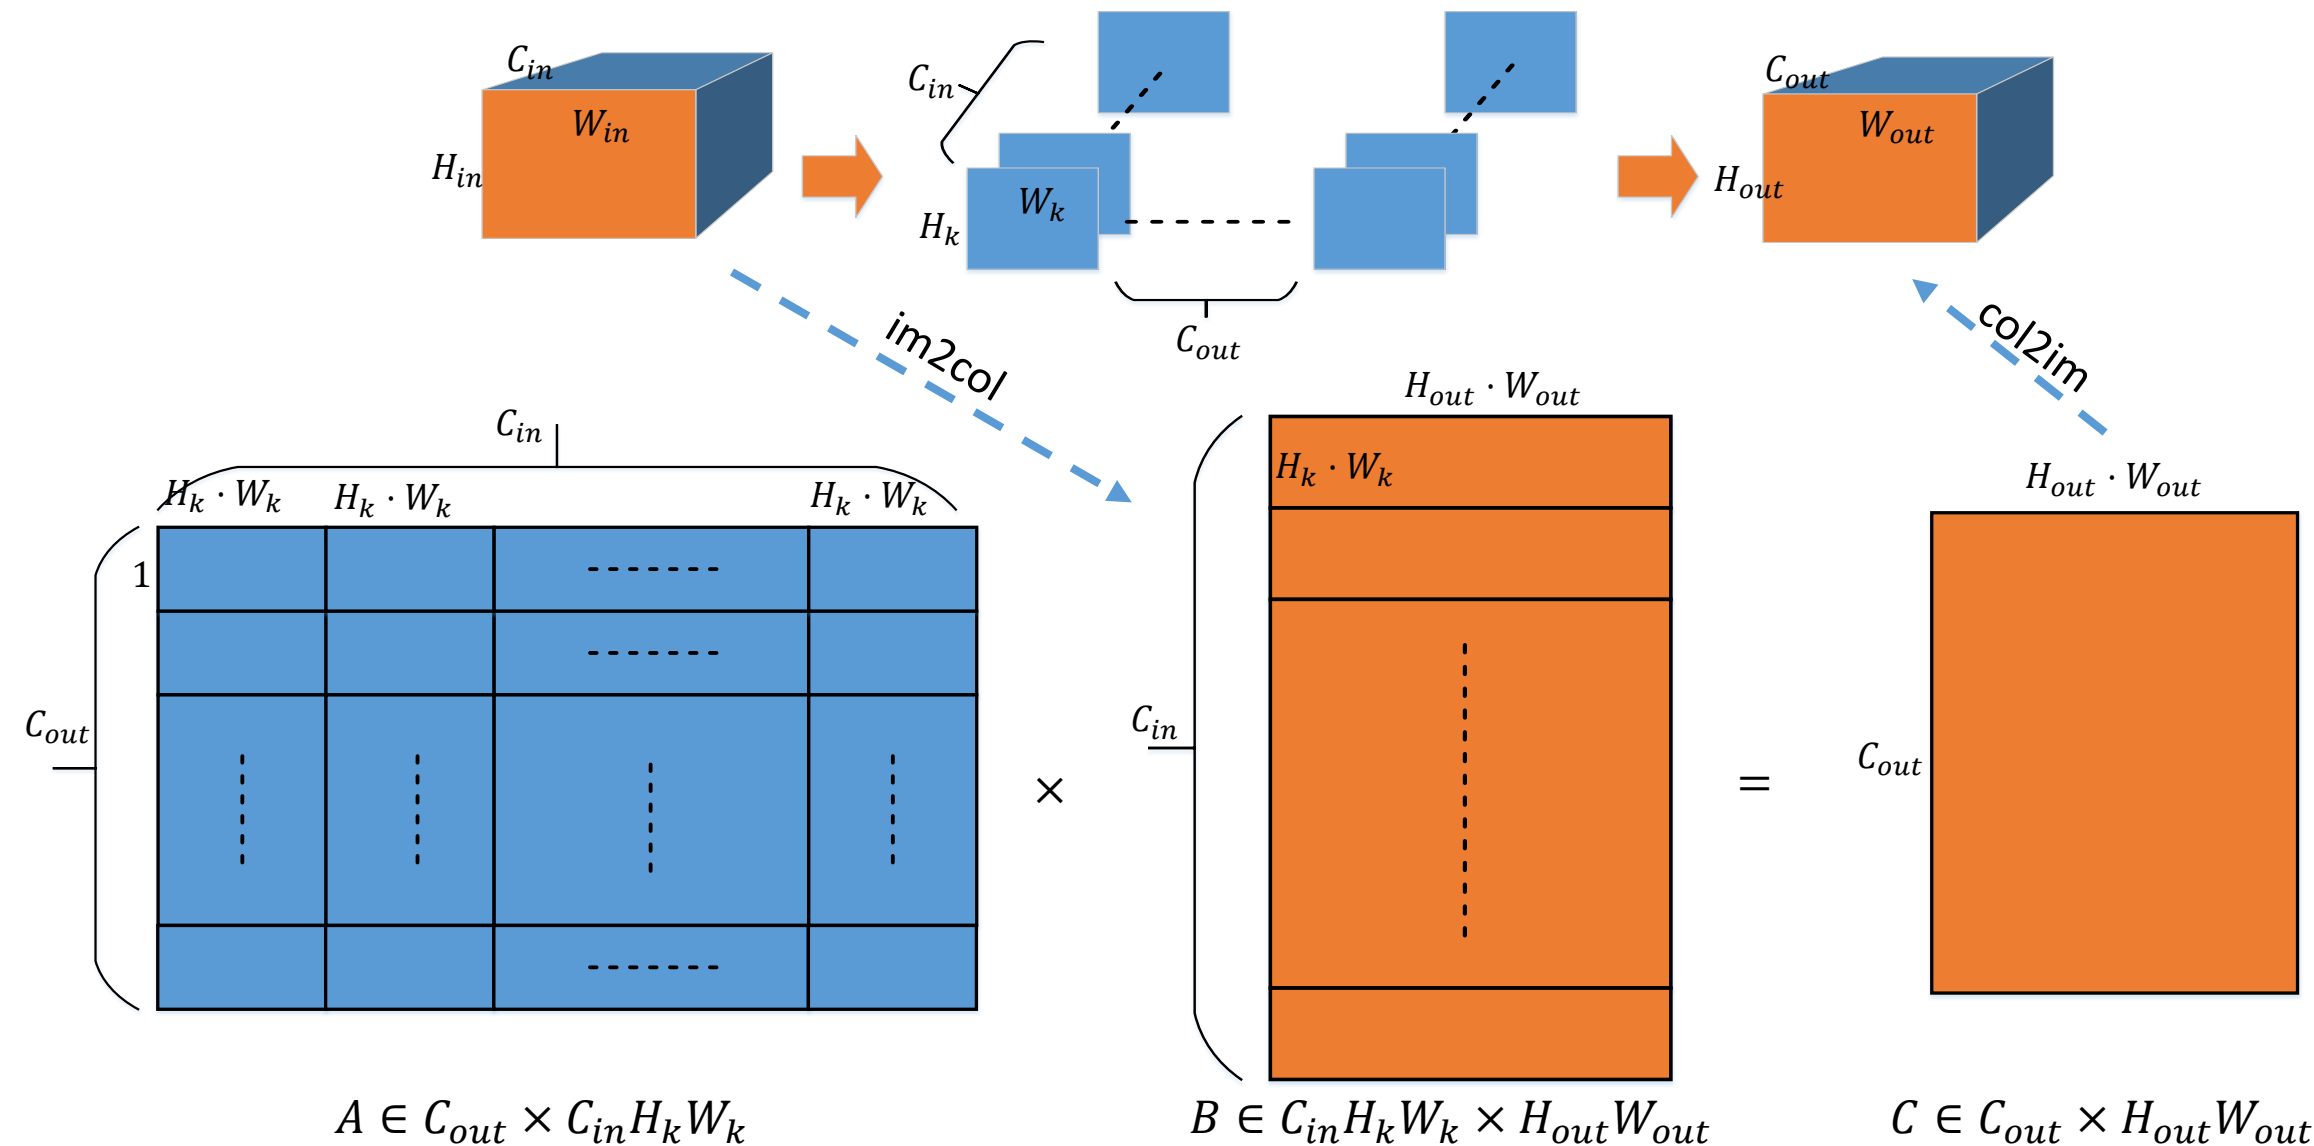 C_in
W_in
H_in
C_in
W_k
H_k
C_out
C_out
W_out
H_out
im2col
col2im
C_in
H_k · W_k
H_k · W_k
H_k · W_k
1
C_out
×
H_out · W_out
H_k · W_k
C_in
=
H_out · W_out
C_out
A ∈ C_out × C_in H_k W_k
B ∈ C_in H_k W_k × H_out W_out
C ∈ C_out × H_out W_out